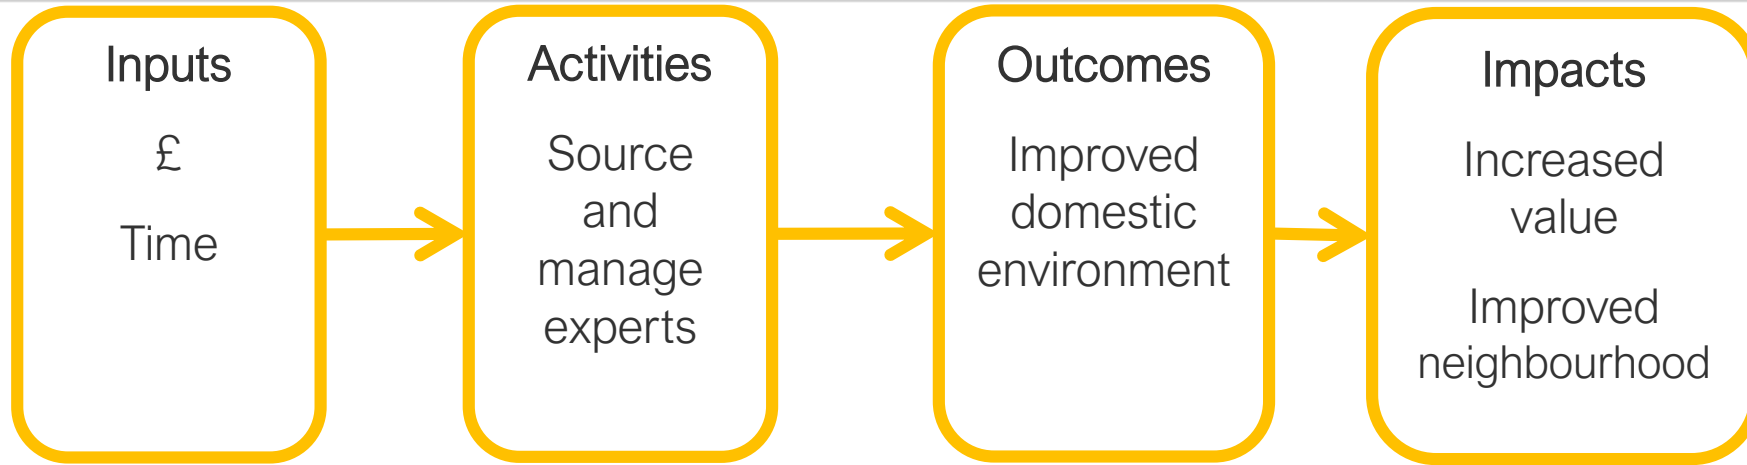 Inputs
£
Time
Activities
Source
and
manage
experts
Outcomes
Improved
domestic
environment
Impacts
Increased
value
Improved
neighbourhood